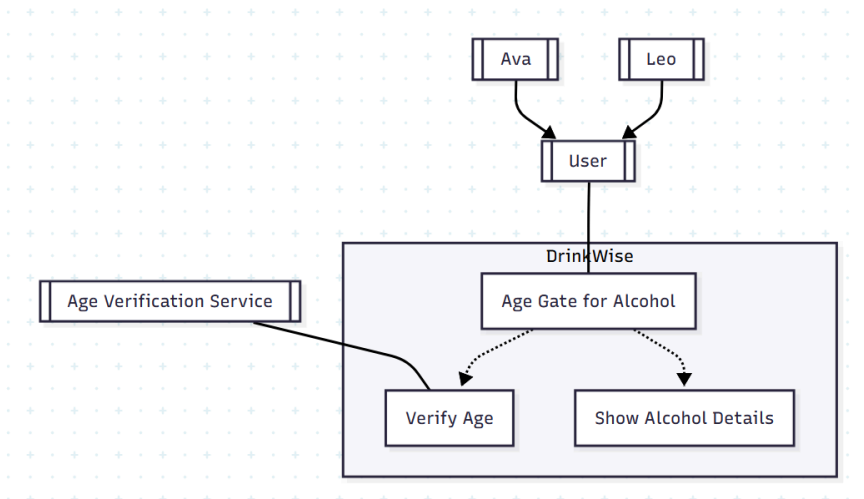 Ava
Leo
User
DrinkWise
Age Verification Service
Age Gate for Alcohol
Verify Age
Show Alcohol Details